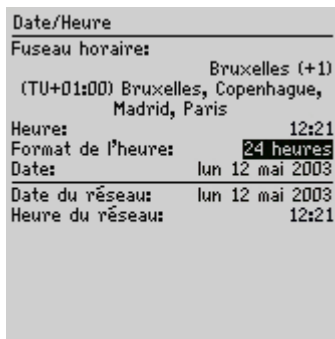 Date/Heure
Fuseau horaire:
Bruxelles (+1)
(TU+01:00) Bruxelles, Copenhague,
Madrid, Paris
Heure: 12:21
Format de l'heure: 24 heures
Date: lun 12 mai 2003
Date du réseau: lun 12 mai 2003
Heure du réseau: 12:21